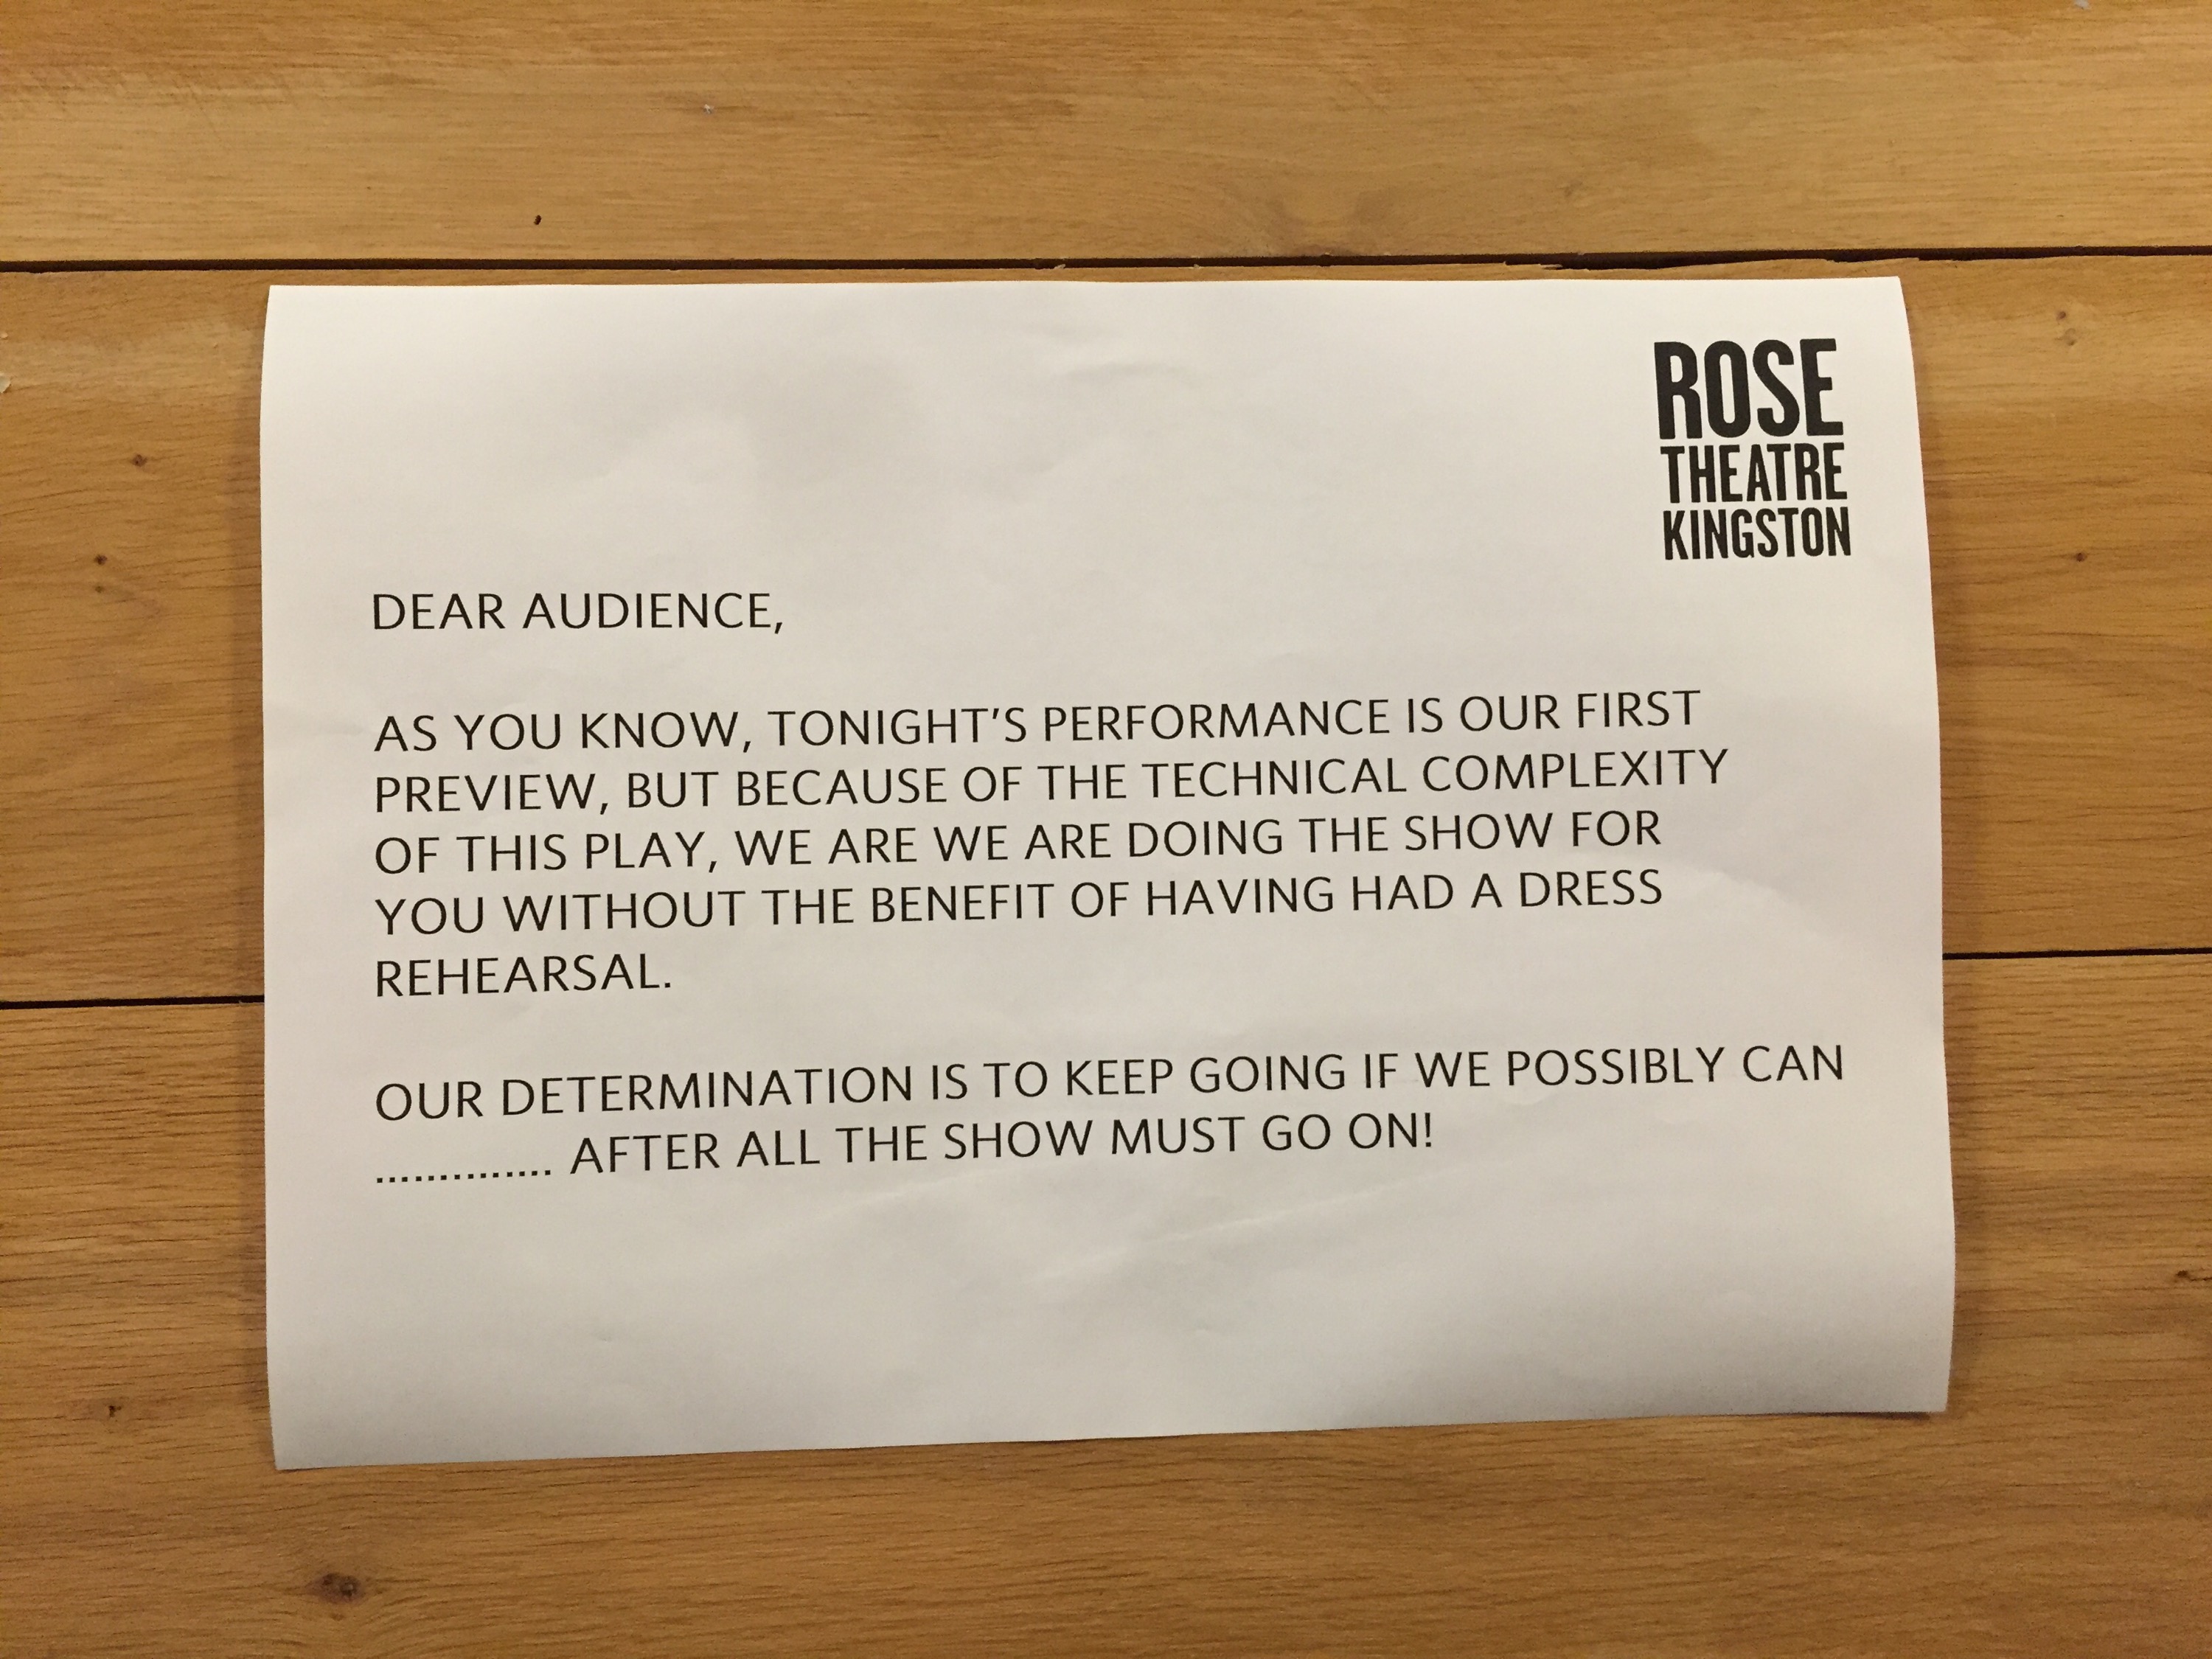 ROSE
THEATRE
KINGSTON
DEAR AUDIENCE,
AS YOU KNOW, TONIGHT'S PERFORMANCE IS OUR FIRST
PREVIEW, BUT BECAUSE OF THE TECHNICAL COMPLEXITY
OF THIS PLAY, WE ARE WE ARE DOING THE SHOW FOR
YOU WITHOUT THE BENEFIT OF HAVING HAD A DRESS
REHEARSAL.
OUR DETERMINATION IS TO KEEP GOING IF WE POSSIBLY CAN
.............. AFTER ALL THE SHOW MUST GO ON!